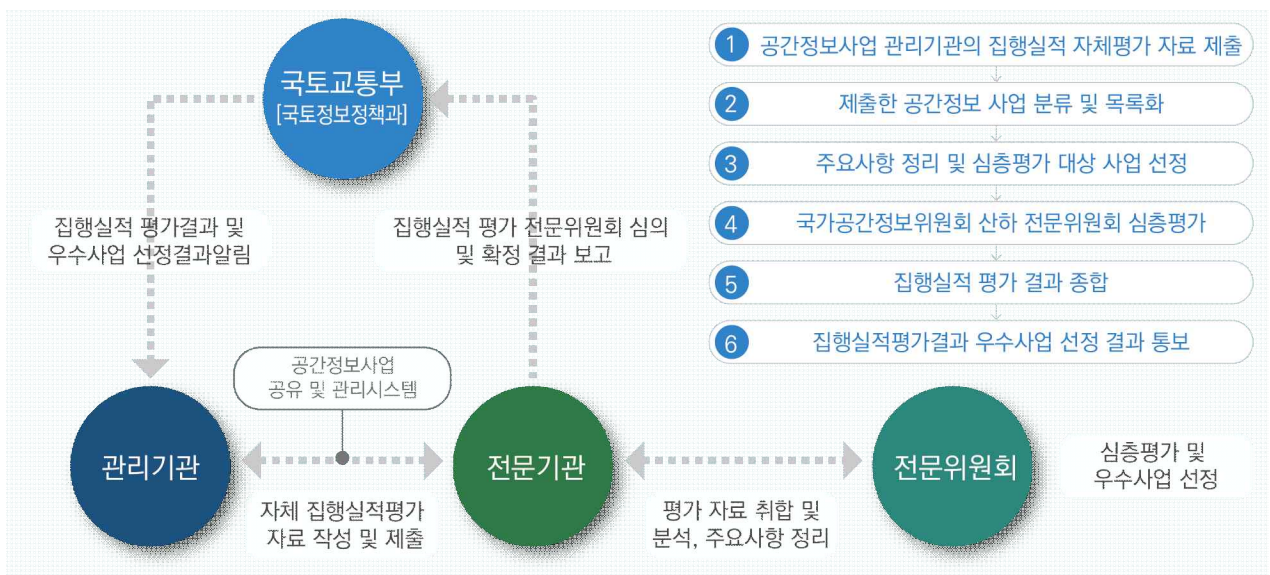 국토교통부
[국토정보정책과]
집행실적 평가결과 및
우수사업 선정결과알림
집행실적 평가 전문위원회 심의
및 확정 결과 보고
공간정보사업
공유 및 관리시스템
관리기관
전문기관
전문위원회
자체 집행실적평가
자료 작성 및 제출
평가 자료 취합 및
분석, 주요사항 정리
심층평가 및
우수사업 선정
1 공간정보사업 관리기관의 집행실적 자체평가 자료 제출
2 제출한 공간정보 사업 분류 및 목록화
3 주요사항 정리 및 심층평가 대상 사업 선정
4 국가공간정보위원회 산하 전문위원회 심층평가
5 집행실적 평가 결과 종합
6 집행실적평가결과 우수사업 선정 결과 통보